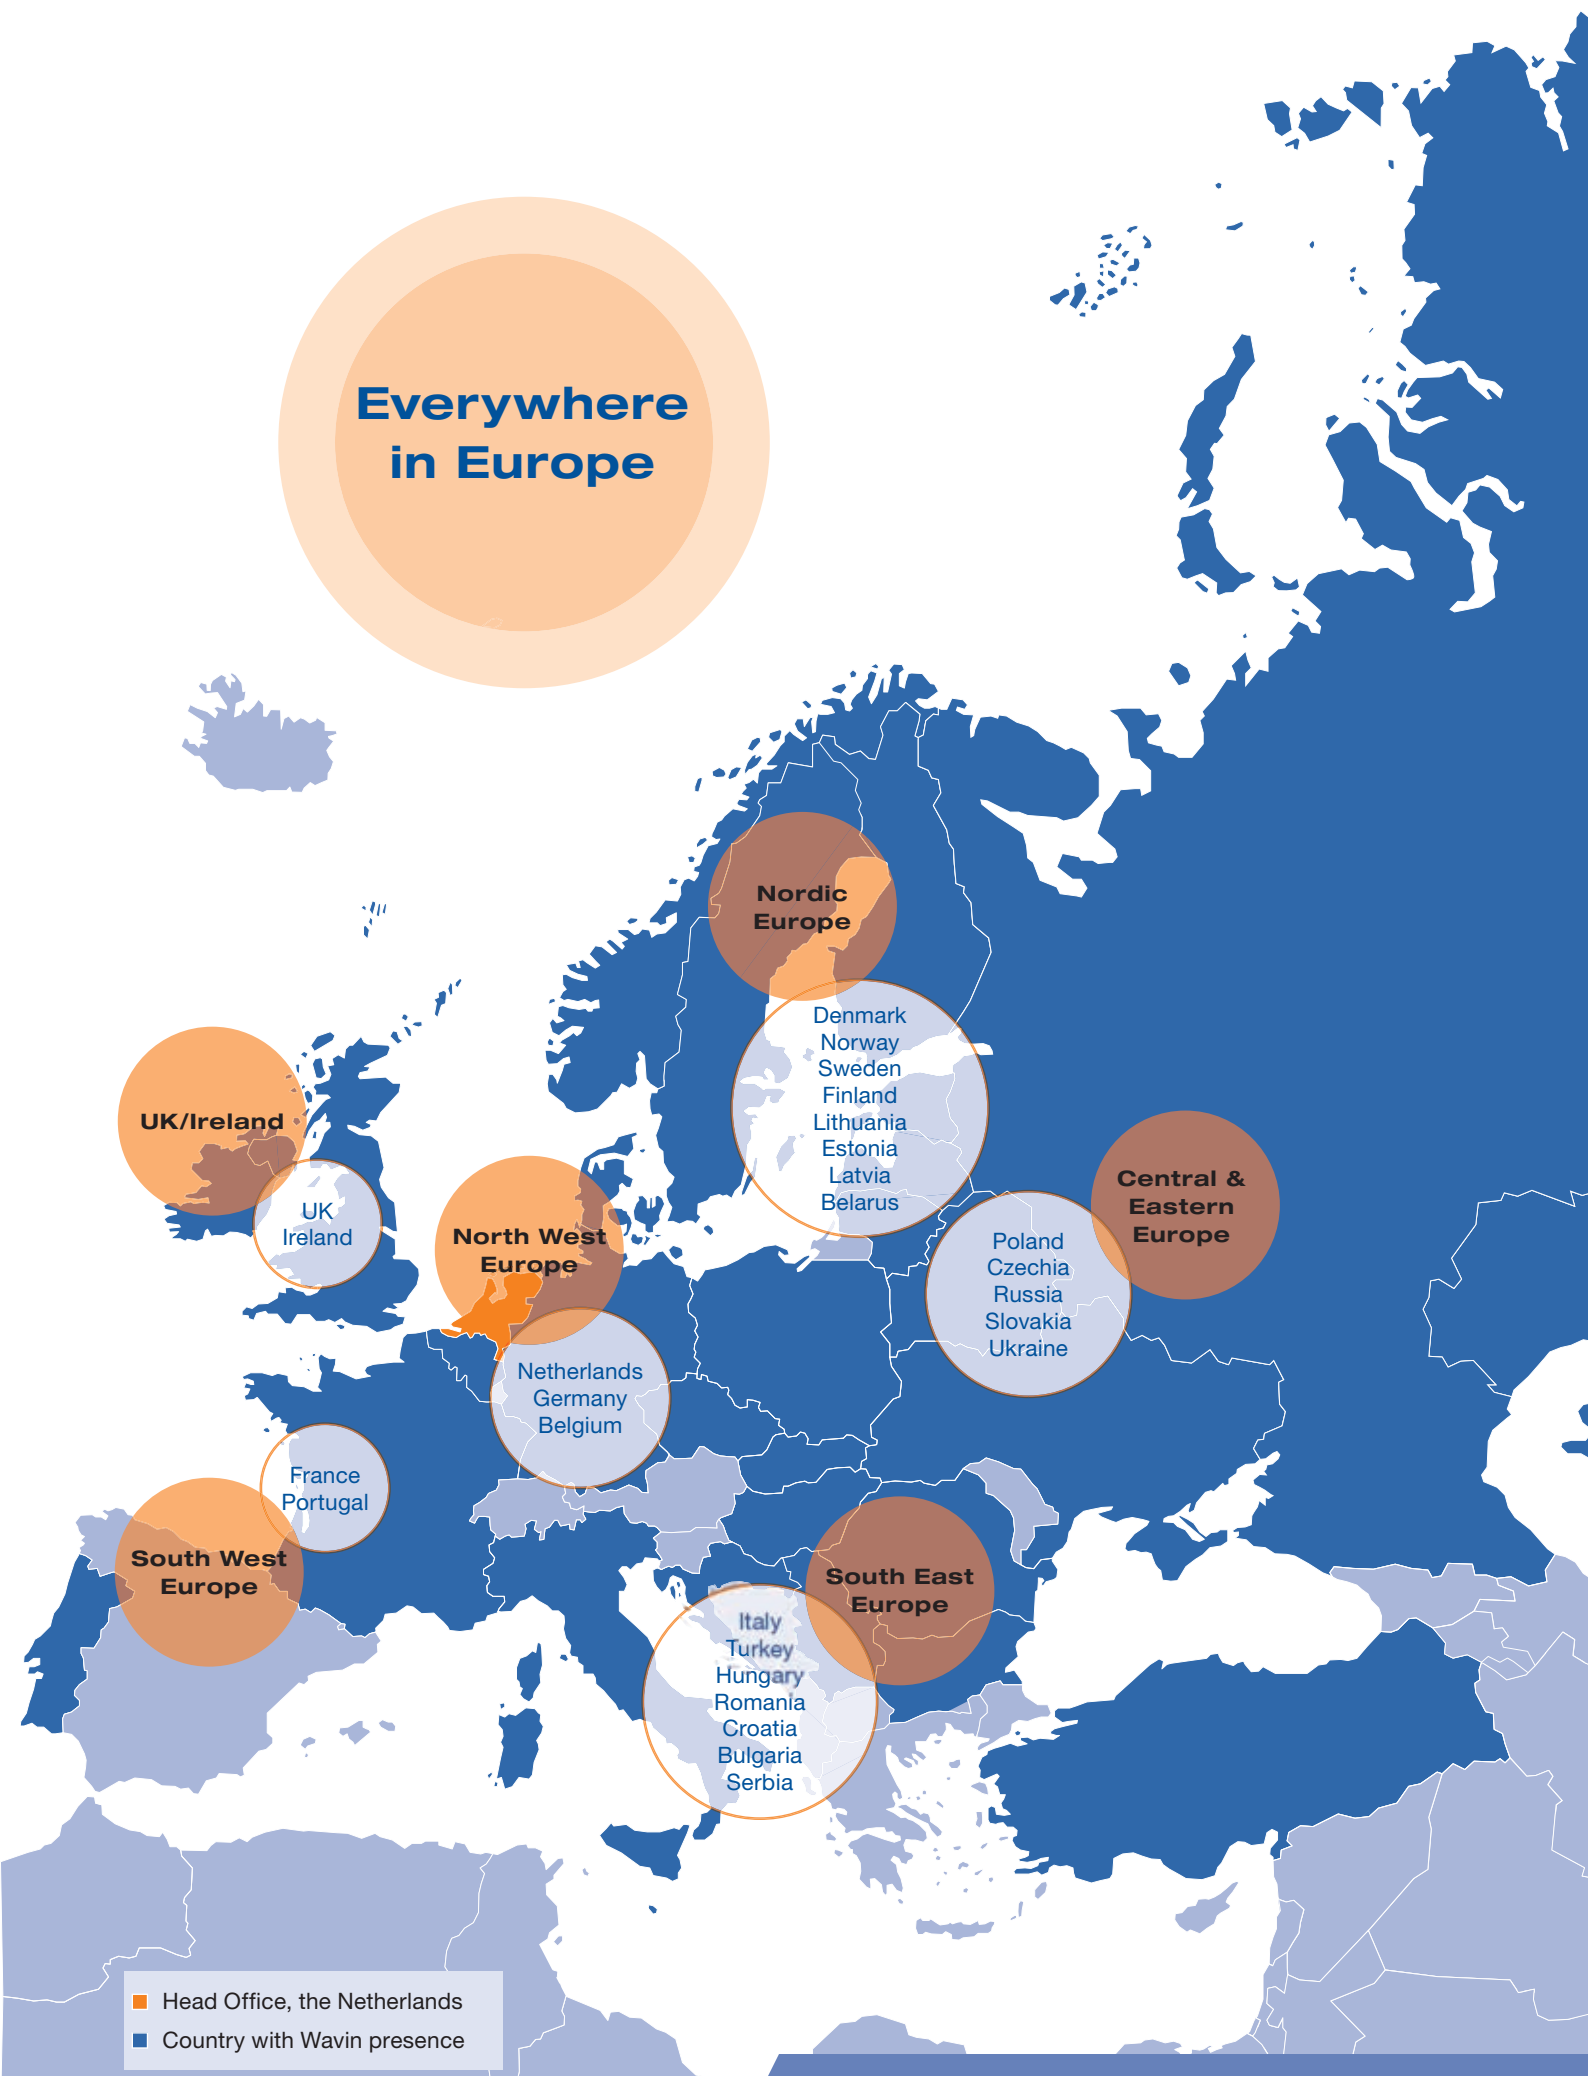 Everywhere
in Europe
Nordic
Europe
Denmark
Norway
Sweden
Finland
Lithuania
Estonia
Latvia
Belarus
UK/Ireland
UK
Ireland
North West
Europe
Netherlands
Germany
Belgium
Central &
Eastern
Europe
Poland
Czechia
Russia
Slovakia
Ukraine
France
Portugal
South West
Europe
South East
Europe
Italy
Turkey
Hungary
Romania
Croatia
Bulgaria
Serbia
Head Office, the Netherlands
Country with Wavin presence